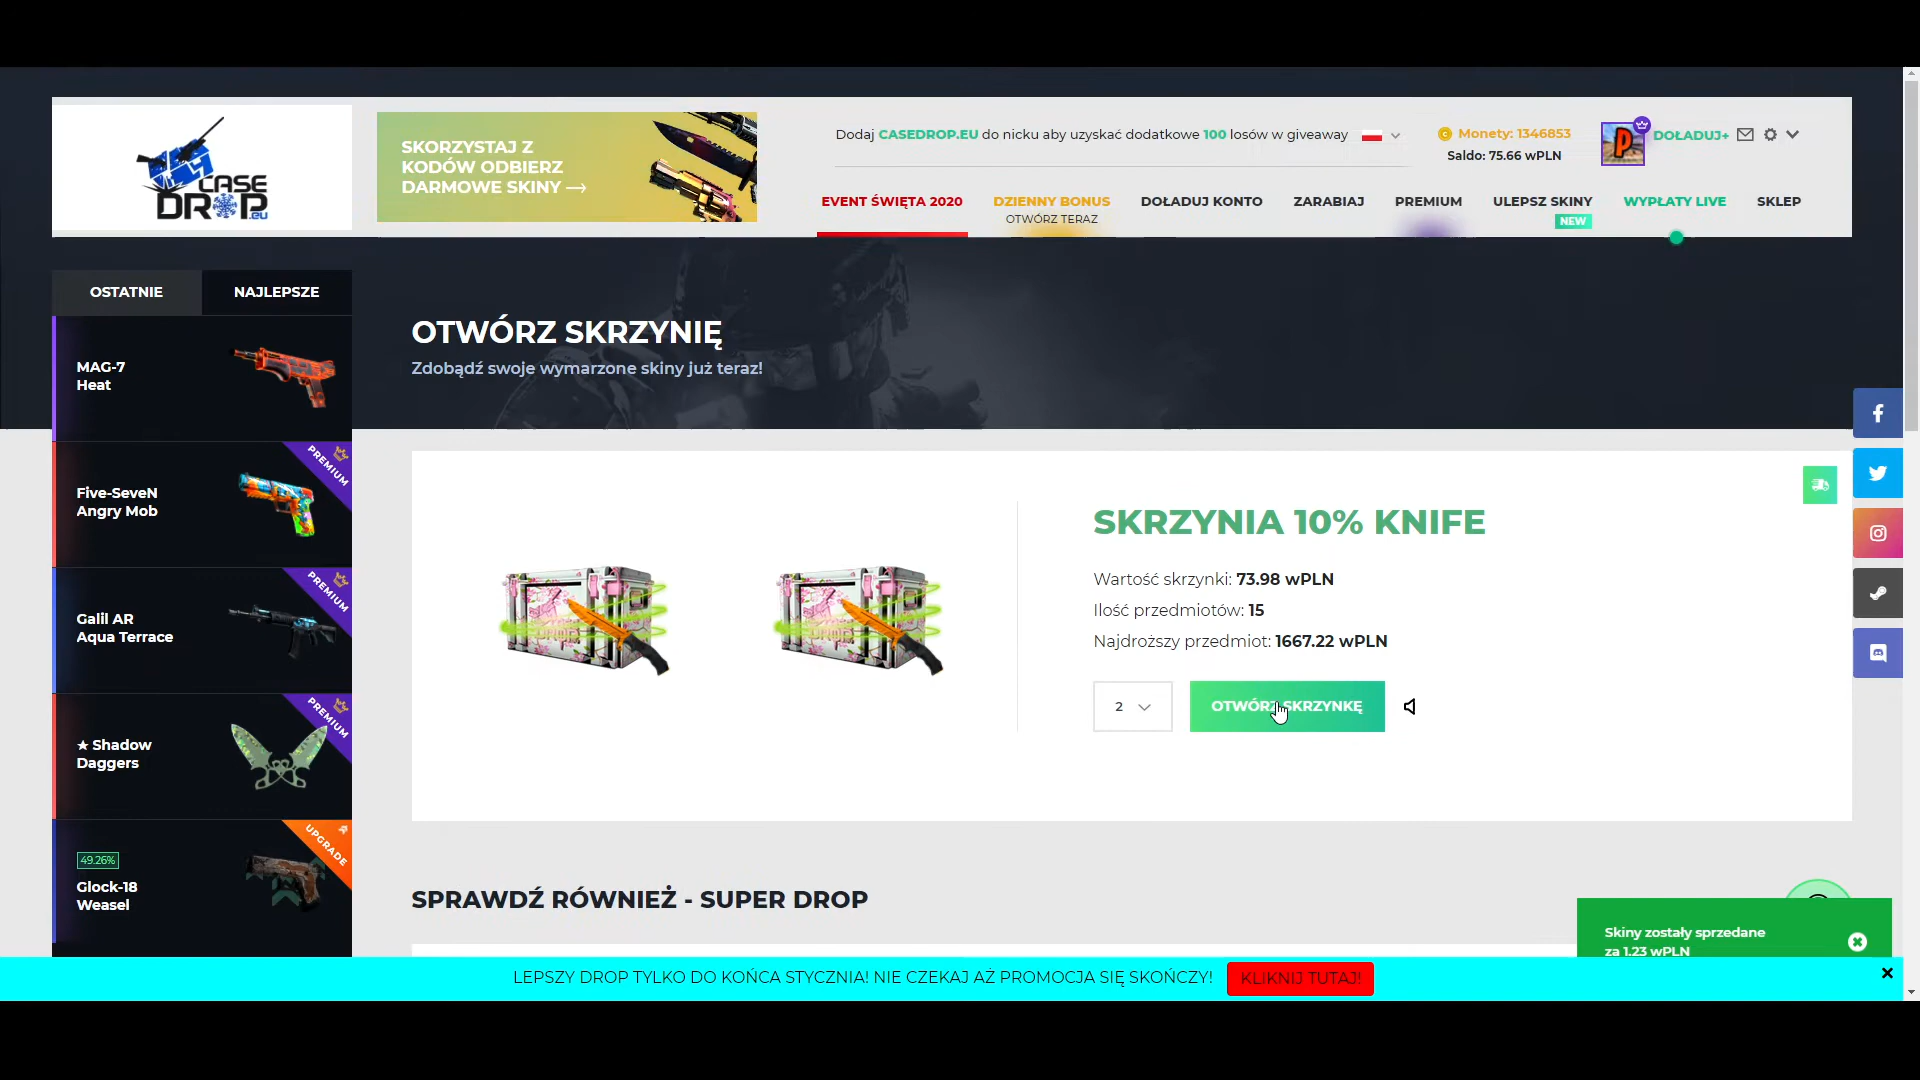 CASE
DROP.eu
SKORZYSTAJ Z
KODÓW ODBIERZ
DARMOWE SKINY →
Dodaj CASEDROP.EU do nicku aby uzyskać dodatkowe 100 losów w giveaway
Monety: 1346853
Saldo: 75.66 wPLN
DOŁADUJ+
EVENT ŚWIĘTA 2020
DZIENNY BONUS
OTWÓRZ TERAZ
DOŁADUJ KONTO
ZARABIAJ
PREMIUM
ULEPSZ SKINY
NEW
WYPŁATY LIVE
SKLEP
OSTATNIE
NAJLEPSZE
MAG-7
Heat
PREMIUM
Five-SeveN
Angry Mob
PREMIUM
Galil AR
Aqua Terrace
PREMIUM
★ Shadow
Daggers
UPGRADE
49.26%
Glock-18
Weasel
OTWÓRZ SKRZYNIĘ
Zdobądź swoje wymarzone skiny już teraz!
SKRZYNIA 10% KNIFE
Wartość skrzynki: 73.98 wPLN
Ilość przedmiotów: 15
Najdroższy przedmiot: 1667.22 wPLN
2
OTWÓRZ SKRZYNKĘ
SPRAWDŹ RÓWNIEŻ - SUPER DROP
Skiny zostały sprzedane
za 1.23 wPLN
LEPSZY DROP TYLKO DO KOŃCA STYCZNIA! NIE CZEKAJ AŻ PROMOCJA SIĘ SKOŃCZY!
KLIKNIJ TUTAJ!